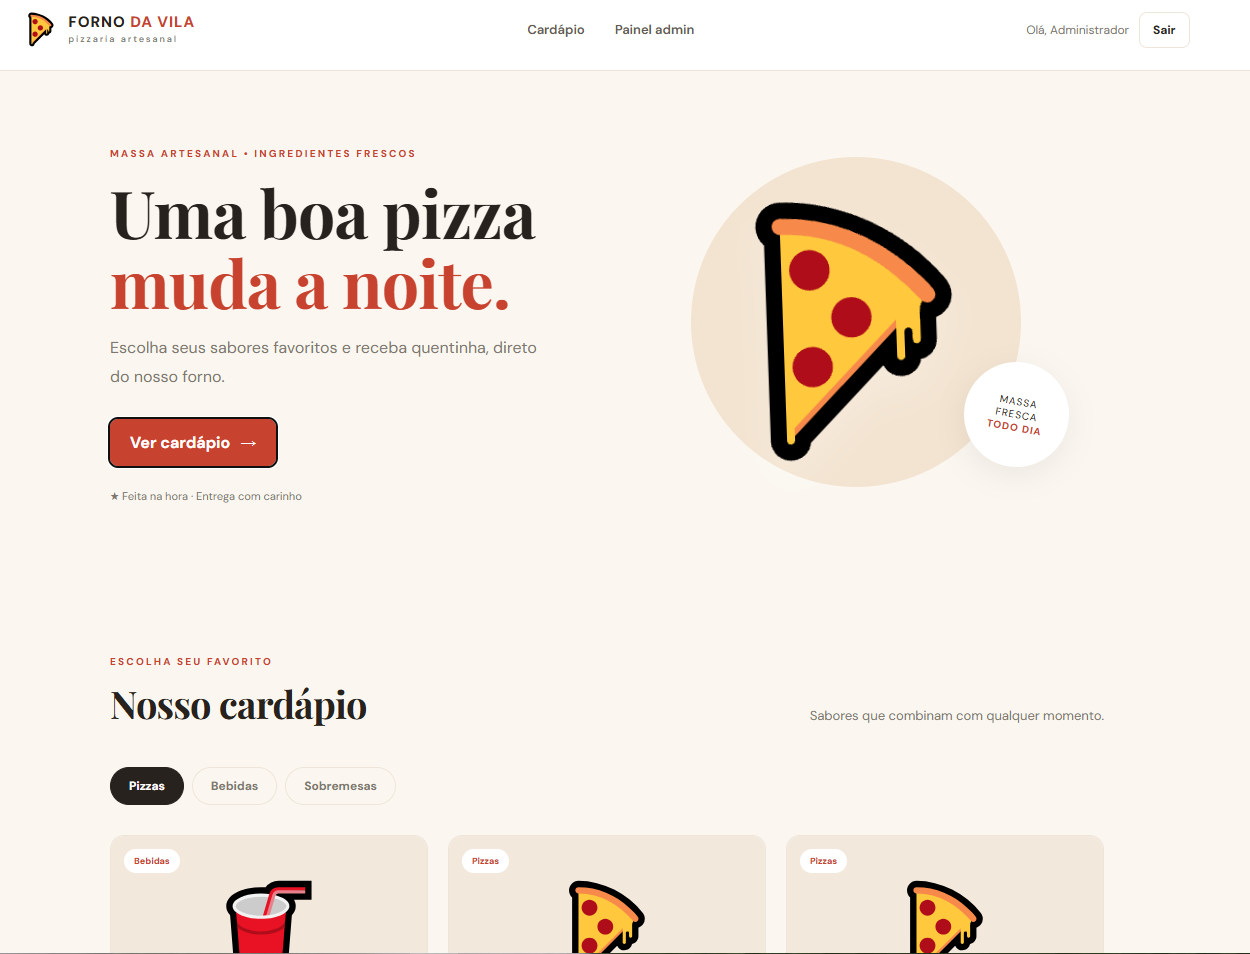 FORNO DA VILA
pizzaria artesanal
Cardápio
Painel admin
Olá, Administrador
Sair
MASSA ARTESANAL • INGREDIENTES FRESCOS
Uma boa pizza
muda a noite.
Escolha seus sabores favoritos e receba quentinha, direto
do nosso forno.
Ver cardápio →
★ Feita na hora · Entrega com carinho
MASSA
FRESCA
TODO DIA
ESCOLHA SEU FAVORITO
Nosso cardápio
Sabores que combinam com qualquer momento.
Pizzas
Bebidas
Sobremesas
Bebidas
Pizzas
Pizzas